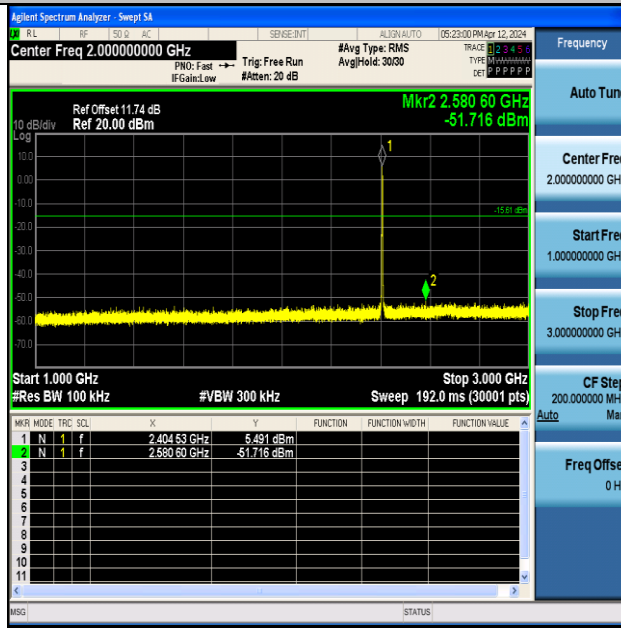 Agilent Spectrum Analyzer - Swept SA
RL RF 50 Ω AC SENSE:INT ALIGN AUTO 05:23:00 PM Apr 12, 2024
Center Freq 2.000000000 GHz
PNO: Fast
IFGain:Low
Trig: Free Run
#Atten: 20 dB
#Avg Type: RMS
Avg|Hold: 30/30
TRACE 1 2 3 4 5 6
TYPE
DET P P P P P P
Ref Offset 11.74 dB
10 dB/div Ref 20.00 dBm
Log
Mkr2 2.580 60 GHz
-51.716 dBm
1
10.0
0.00
-10.0
-15.61 dBm
-20.0
-30.0
-40.0
2
-50.0
-60.0
-70.0
Start 1.000 GHz Stop 3.000 GHz
#Res BW 100 kHz #VBW 300 kHz Sweep 192.0 ms (30001 pts)
MKR MODE TRC SCL X Y FUNCTION FUNCTION WIDTH FUNCTION VALUE
1 N 1 f 2.404 53 GHz 5.491 dBm
2 N 1 f 2.580 60 GHz -51.716 dBm
3
4
5
6
7
8
9
10
11
MSG STATUS
Frequency
Auto Tun
Center Fre
2.000000000 GH
Start Fre
1.000000000 GH
Stop Fre
3.000000000 GH
CF Ste
200.000000 MH
Auto Ma
Freq Offse
0 H